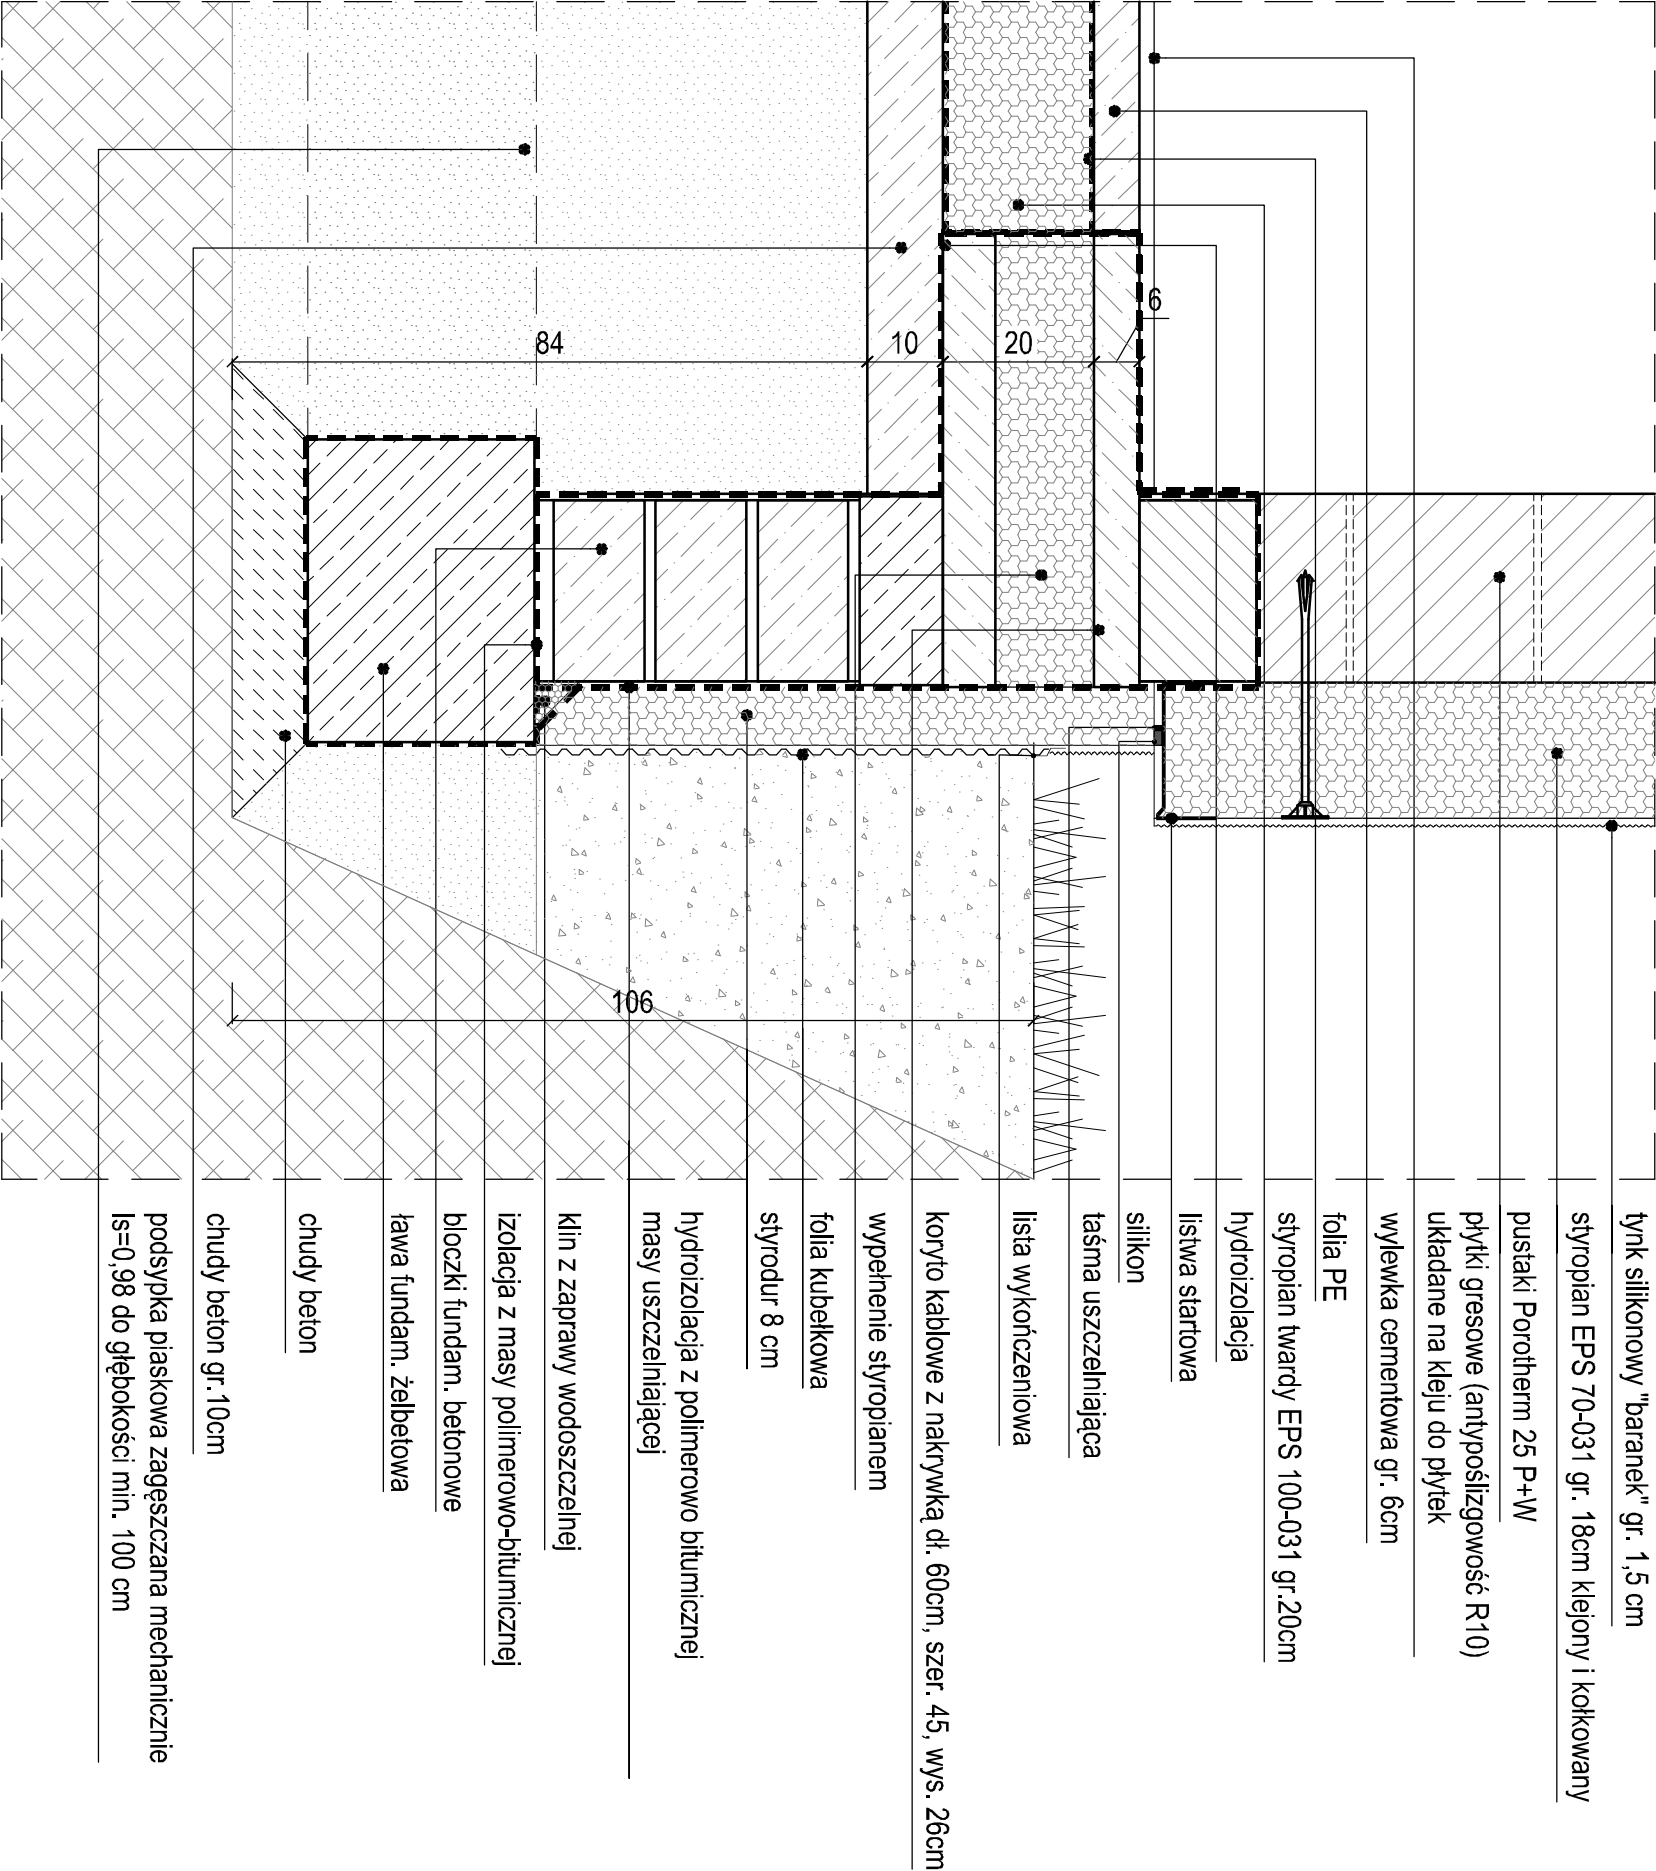 tynk silikonowy "baranek" gr. 1,5 cm
styropian EPS 70-031 gr. 18cm klejony i kołkowany
pustaki Porotherm 25 P+W
płytki gresowe (antypoślizgowość R10)
układane na kleju do płytek
wylewka cementowa gr. 6cm
folia PE
styropian twardy EPS 100-031 gr.20cm
hydroizolacja
listwa startowa
silikon
taśma uszczelniająca
lista wykończeniowa
koryto kablowe z nakrywką dł. 60cm, szer. 45, wys. 26cm
wypełnienie styropianem
folia kubełkowa
styrodur 8 cm
hydroizolacja z polimerowo bitumicznej
masy uszczelniającej
klin z zaprawy wodoszczelnej
izolacja z masy polimerowo-bitumicznej
bloczki fundam. betonowe
ława fundam. żelbetowa
chudy beton
chudy beton gr.10cm
podsypka piaskowa zagęszczana mechanicznie
Is=0,98 do głębokości min. 100 cm
6
20
10
84
106